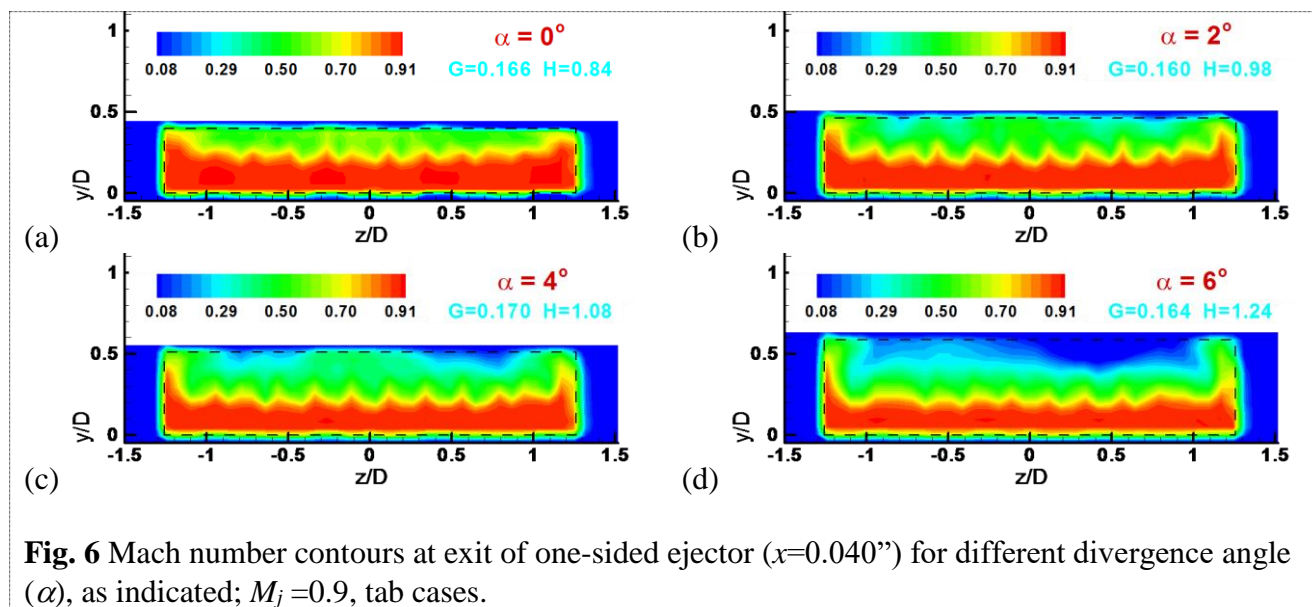 1
α = 0°
0.08 0.29 0.50 0.70 0.91
G=0.166 H=0.84
0.5
y/D
0
-1.5 -1 -0.5 0 0.5 1 1.5
(a)
z/D
1
α = 2°
0.08 0.29 0.50 0.70 0.91
G=0.160 H=0.98
0.5
y/D
0
-1.5 -1 -0.5 0 0.5 1 1.5
(b)
z/D
1
α = 4°
0.08 0.29 0.50 0.70 0.91
G=0.170 H=1.08
0.5
y/D
0
-1.5 -1 -0.5 0 0.5 1 1.5
(c)
z/D
1
α = 6°
0.08 0.29 0.50 0.70 0.91
G=0.164 H=1.24
0.5
y/D
0
-1.5 -1 -0.5 0 0.5 1 1.5
(d)
z/D
Fig. 6 Mach number contours at exit of one-sided ejector (x=0.040”) for different divergence angle
(α), as indicated; Mj =0.9, tab cases.